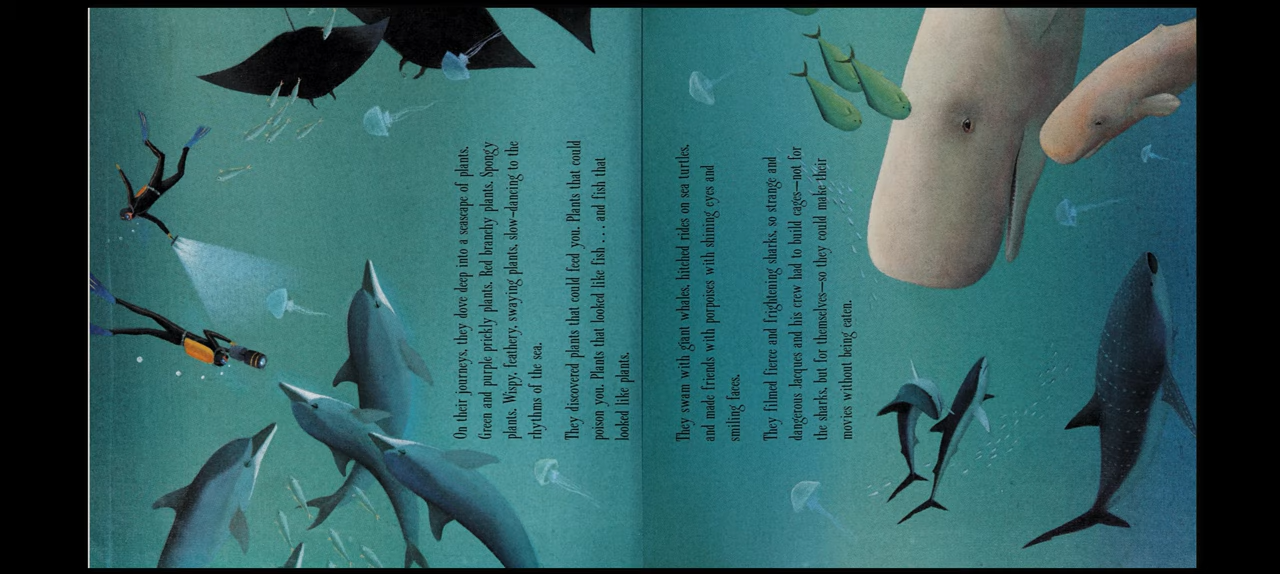 On their journeys, they dove deep into a seascape of plants.
Green and purple prickly plants. Red branchy plants. Spongy
plants. Wispy, feathery, swaying plants, slow-dancing to the
rhythms of the sea.
They discovered plants that could feed you. Plants that could
poison you. Plants that looked like fish . . . and fish that
looked like plants.
They swam with giant whales, hitched rides on sea turtles,
and made friends with porpoises with shining eyes and
smiling faces.
They filmed fierce and frightening sharks, so strange and
dangerous Jacques and his crew had to build cages—not for
the sharks, but for themselves—so they could make their
movies without being eaten.